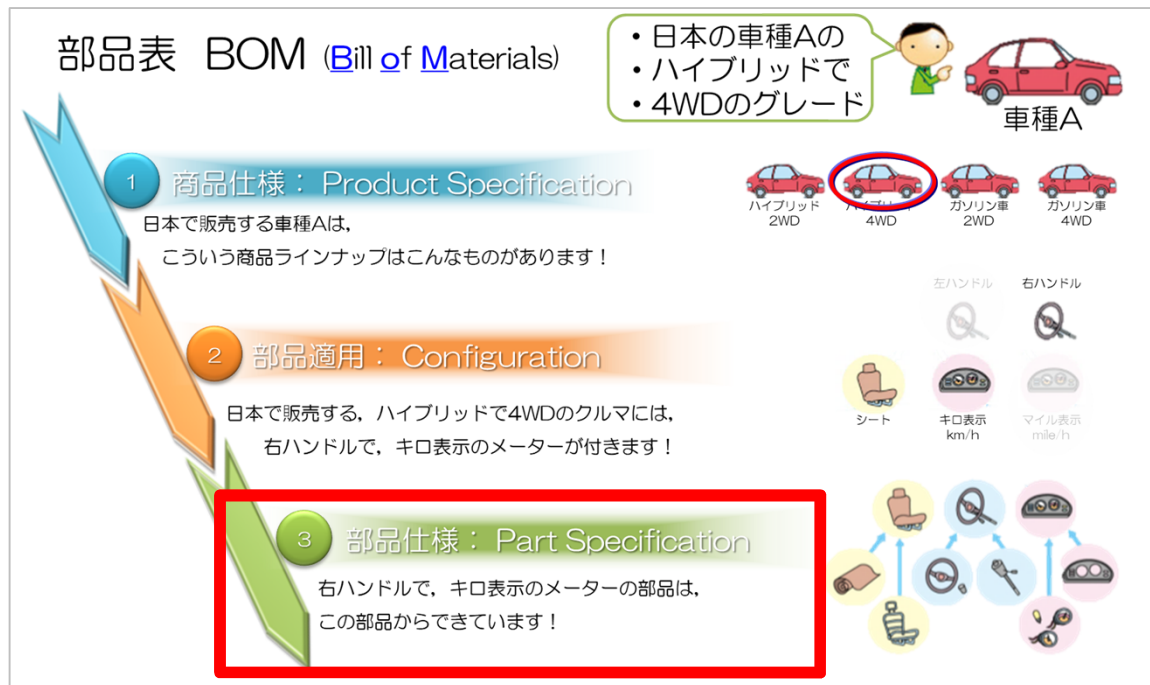 部品表 BOM (Bill of Materials)
・日本の車種Aの
・ハイブリッドで
・4WDのグレード
車種A
1 商品仕様： Product Specification
日本で販売する車種Aは，
こういう商品ラインナップはこんなものがあります！
ハイブリッド ハイブリッド ガソリン車 ガソリン車
2WD 4WD 2WD 4WD
左ハンドル 右ハンドル
2 部品適用： Configuration
日本で販売する，ハイブリッドで4WDのクルマには，
右ハンドルで，キロ表示のメーターが付きます！
シート キロ表示 マイル表示
km/h mile/h
3 部品仕様： Part Specification
右ハンドルで，キロ表示のメーターの部品は，
この部品からできています！